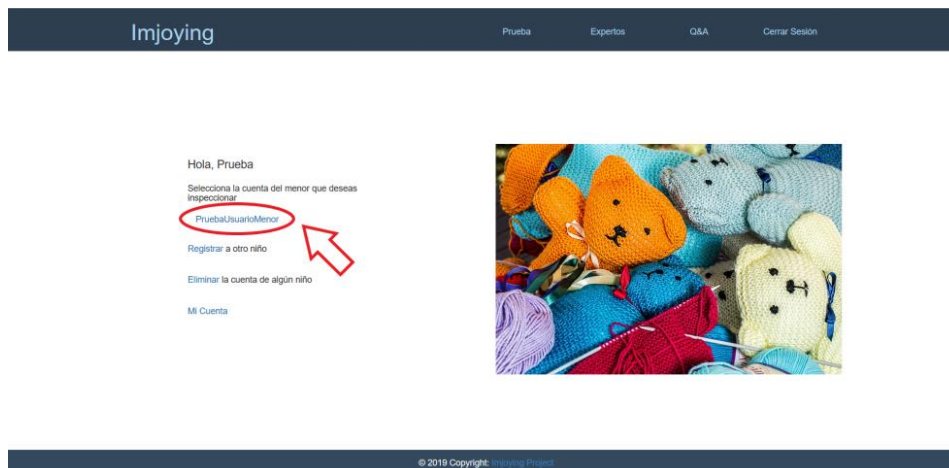 Imjoying
Prueba Expertos Q&A Cerrar Sesión
Hola, Prueba
Selecciona la cuenta del menor que deseas
inspeccionar
PruebaUsuarioMenor
Registrar a otro niño
Eliminar la cuenta de algún niño
Mi Cuenta
© 2019 Copyright: Imjoying Project